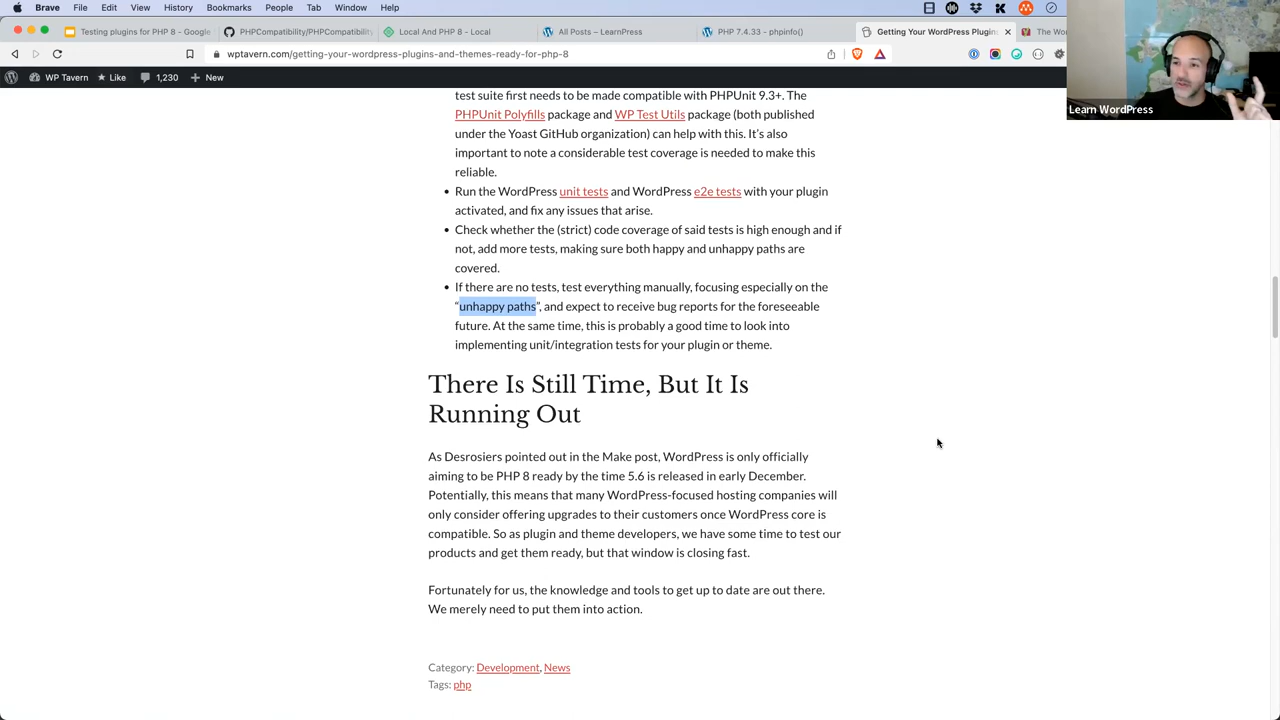 Brave File Edit View History Bookmarks People Tab Window Help
Testing plugins for PHP 8 - Google
PHPCompatibility/PHPCompatibility
Local And PHP 8 - Local
All Posts – LearnPress
PHP 7.4.33 - phpinfo()
Getting Your WordPress Plugins
The Wo
wptavern.com/getting-your-wordpress-plugins-and-themes-ready-for-php-8
WP Tavern Like 1,230 New
Learn WordPress
test suite first needs to be made compatible with PHPUnit 9.3+. The
PHPUnit Polyfills package and WP Test Utils package (both published
under the Yoast GitHub organization) can help with this. It’s also
important to note a considerable test coverage is needed to make this
reliable.
• Run the WordPress unit tests and WordPress e2e tests with your plugin
activated, and fix any issues that arise.
• Check whether the (strict) code coverage of said tests is high enough and if
not, add more tests, making sure both happy and unhappy paths are
covered.
• If there are no tests, test everything manually, focusing especially on the
“unhappy paths”, and expect to receive bug reports for the foreseeable
future. At the same time, this is probably a good time to look into
implementing unit/integration tests for your plugin or theme.
There Is Still Time, But It Is
Running Out
As Desrosiers pointed out in the Make post, WordPress is only officially
aiming to be PHP 8 ready by the time 5.6 is released in early December.
Potentially, this means that many WordPress-focused hosting companies will
only consider offering upgrades to their customers once WordPress core is
compatible. So as plugin and theme developers, we have some time to test our
products and get them ready, but that window is closing fast.
Fortunately for us, the knowledge and tools to get up to date are out there.
We merely need to put them into action.
Category: Development, News
Tags: php